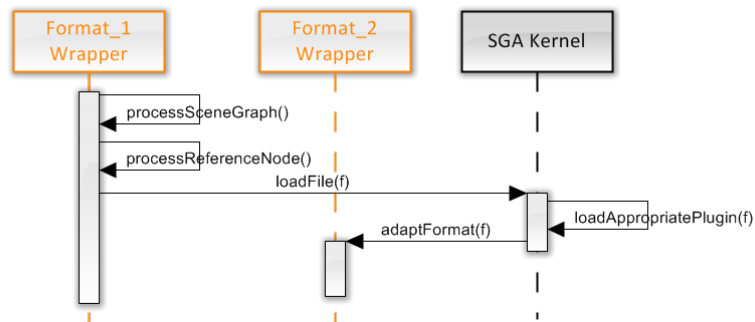 Format_1
Wrapper
Format_2
Wrapper
SGA Kernel
processSceneGraph()
processReferenceNode()
loadFile(f)
loadAppropriatePlugin(f)
adaptFormat(f)